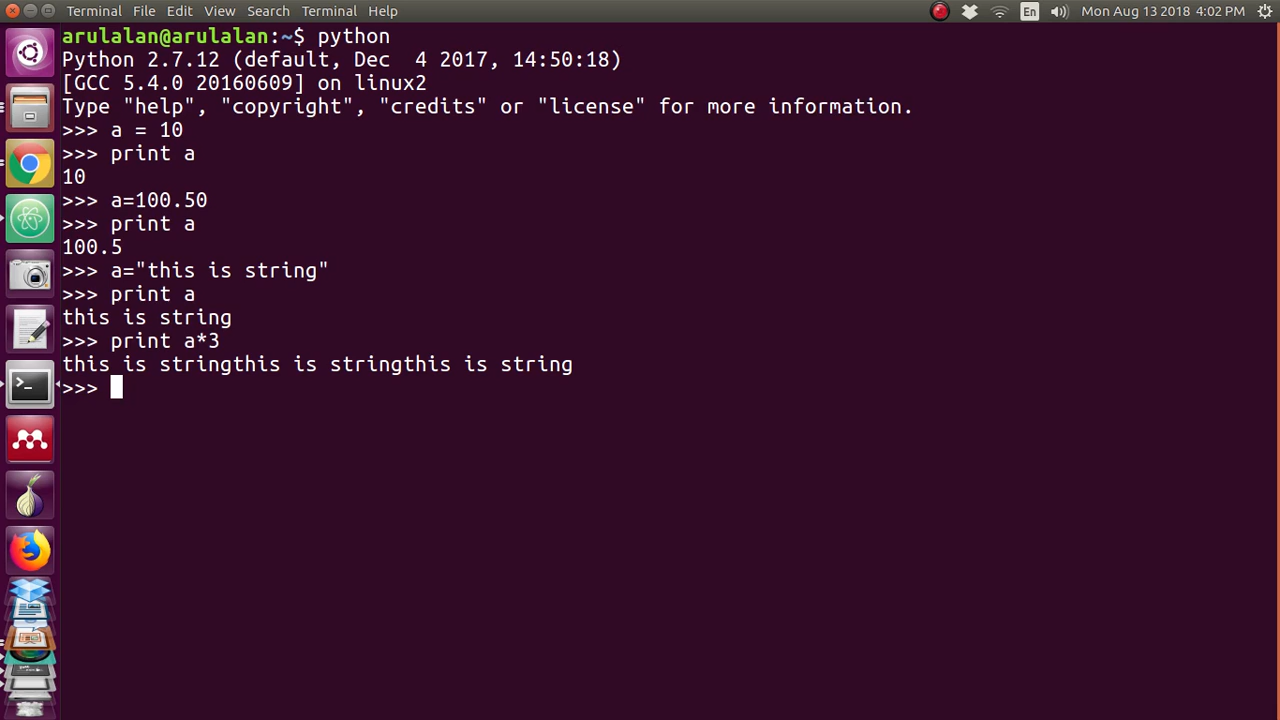 Terminal File Edit View Search Terminal Help En Mon Aug 13 2018 4:02 PM
arulalan@arulalan:~$ python
Python 2.7.12 (default, Dec  4 2017, 14:50:18)
[GCC 5.4.0 20160609] on linux2
Type "help", "copyright", "credits" or "license" for more information.
>>> a = 10
>>> print a
10
>>> a=100.50
>>> print a
100.5
>>> a="this is string"
>>> print a
this is string
>>> print a*3
this is stringthis is stringthis is string
>>>